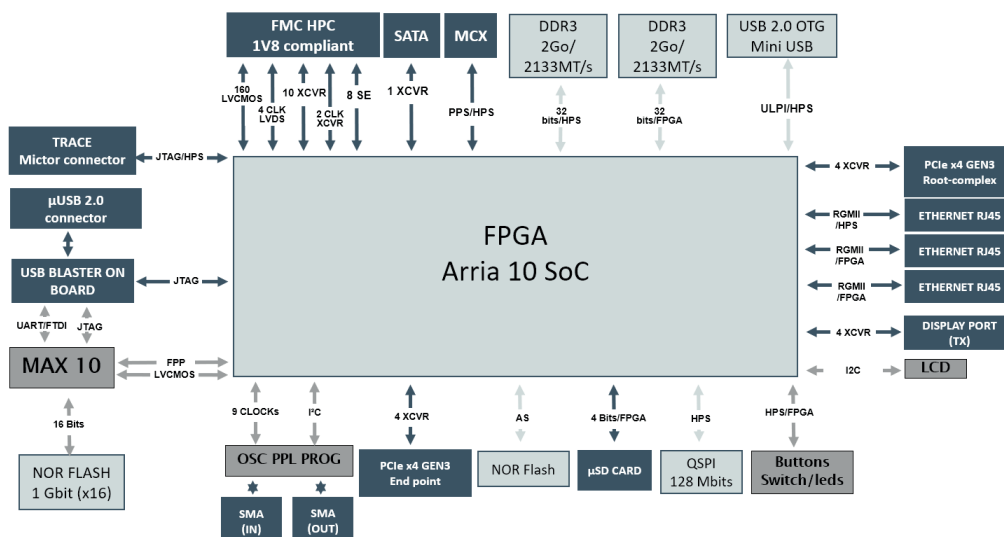 FMC HPC
1V8 compliant
SATA
MCX
DDR3
2Go/
2133MT/s
DDR3
2Go/
2133MT/s
USB 2.0 OTG
Mini USB
160
LVCMOS
4 CLK
LVDS
10 XCVR
2 CLK
XCVR
8 SE
1 XCVR
PPS/HPS
32
bits/HPS
32
bits/FPGA
ULPI/HPS
TRACE
Mictor connector
JTAG/HPS
µUSB 2.0
connector
USB BLASTER ON
BOARD
JTAG
UART/FTDI
JTAG
MAX 10
FPP
LVCMOS
16 Bits
NOR FLASH
1 Gbit (x16)
FPGA
Arria 10 SoC
4 XCVR
PCIe x4 GEN3
Root-complex
RGMII
/HPS
ETHERNET RJ45
RGMII
/FPGA
ETHERNET RJ45
RGMII
/FPGA
ETHERNET RJ45
4 XCVR
DISPLAY PORT
(TX)
I2C
LCD
9 CLOCKs
I²C
4 XCVR
AS
4 Bits/FPGA
HPS
HPS/FPGA
OSC PPL PROG
SMA
(IN)
SMA
(OUT)
PCIe x4 GEN3
End point
NOR Flash
µSD CARD
QSPI
128 Mbits
Buttons
Switch/leds